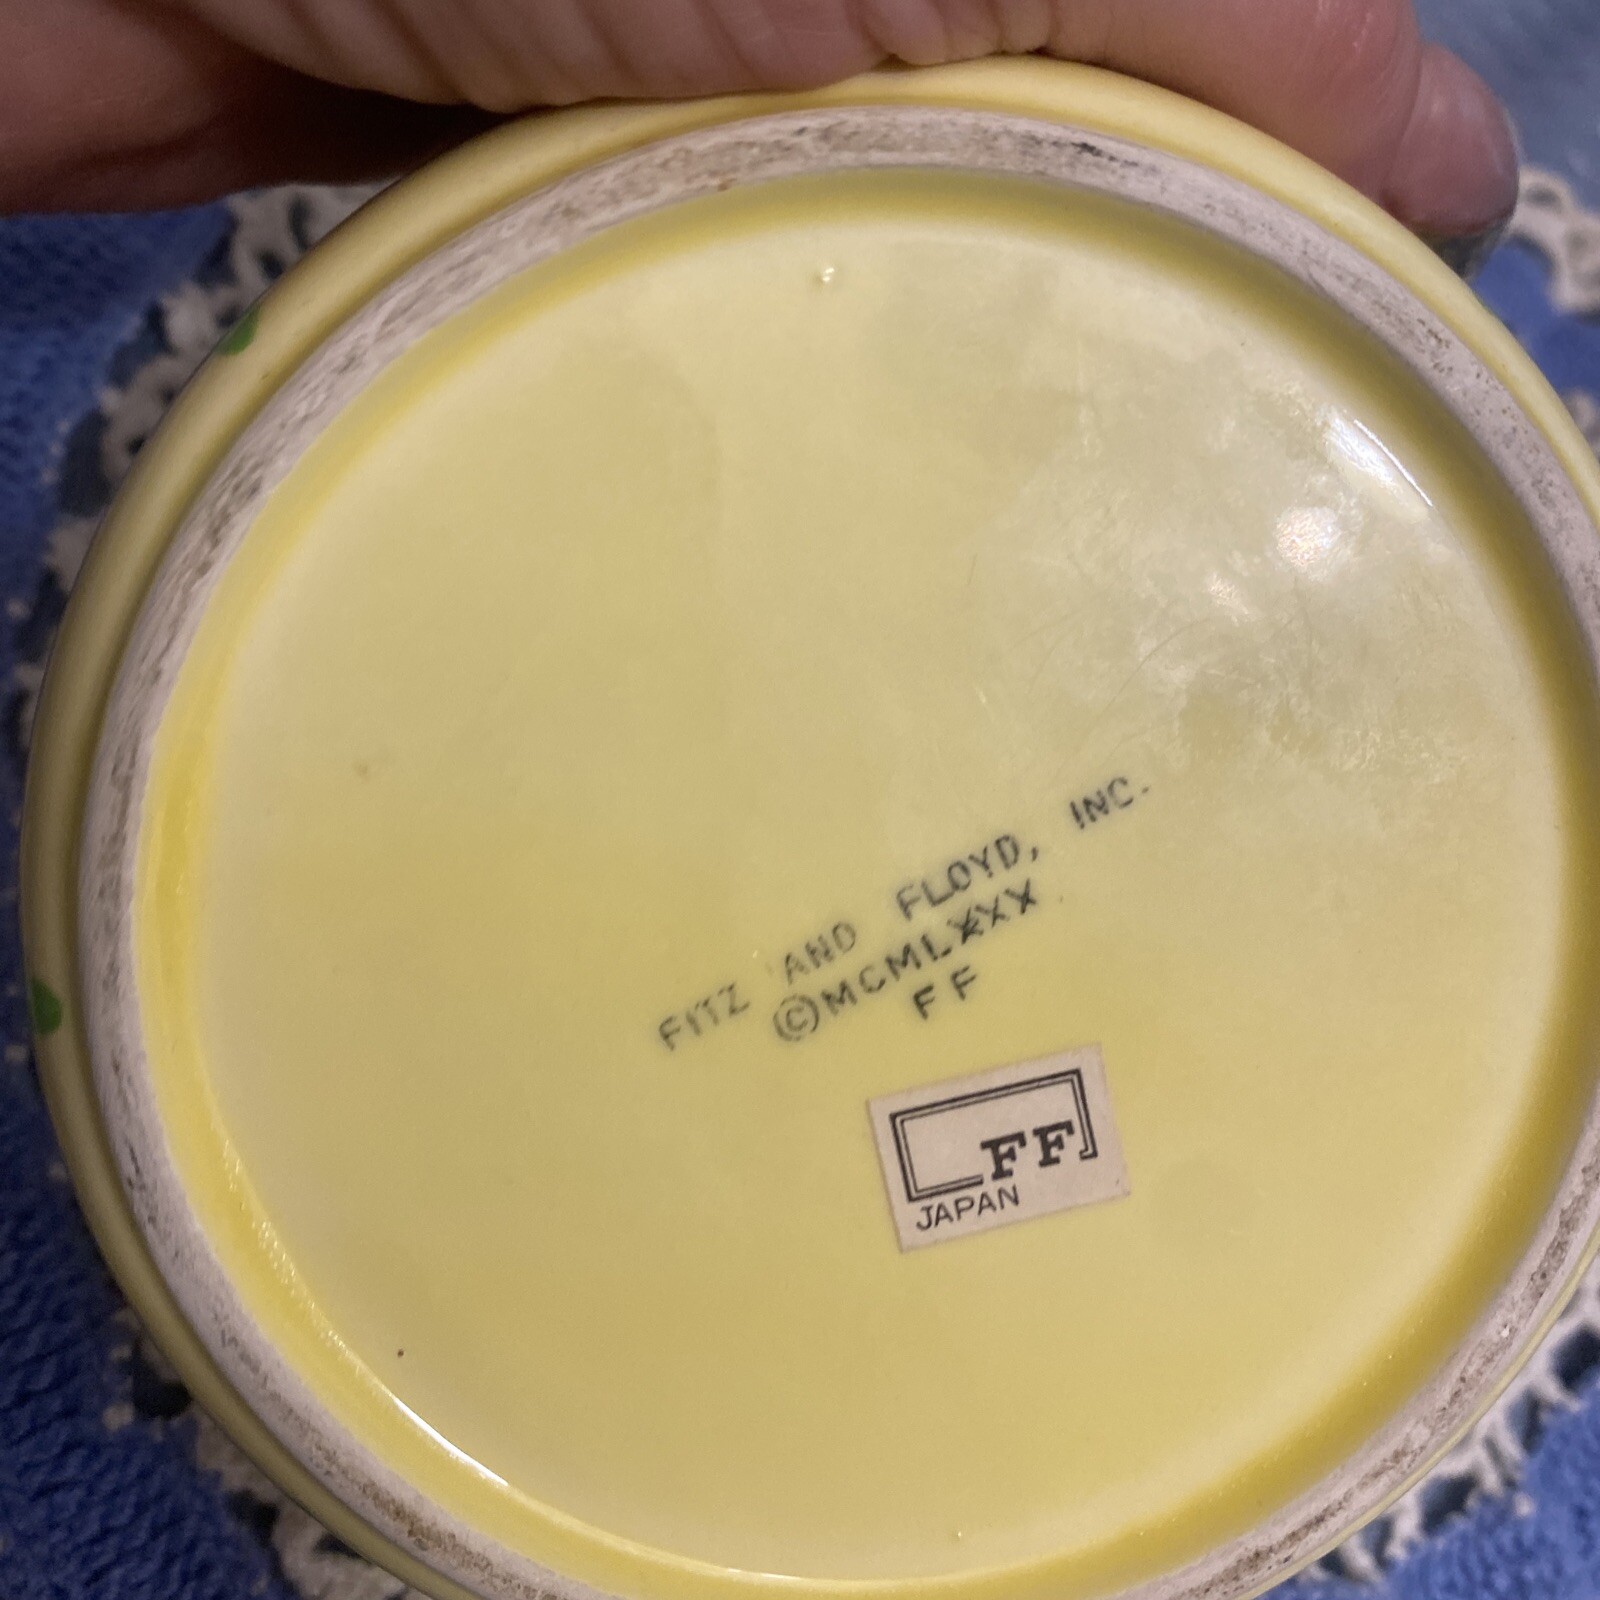 FITZ AND FLOYD, INC.
©MCMLXXX
FF
FF
JAPAN